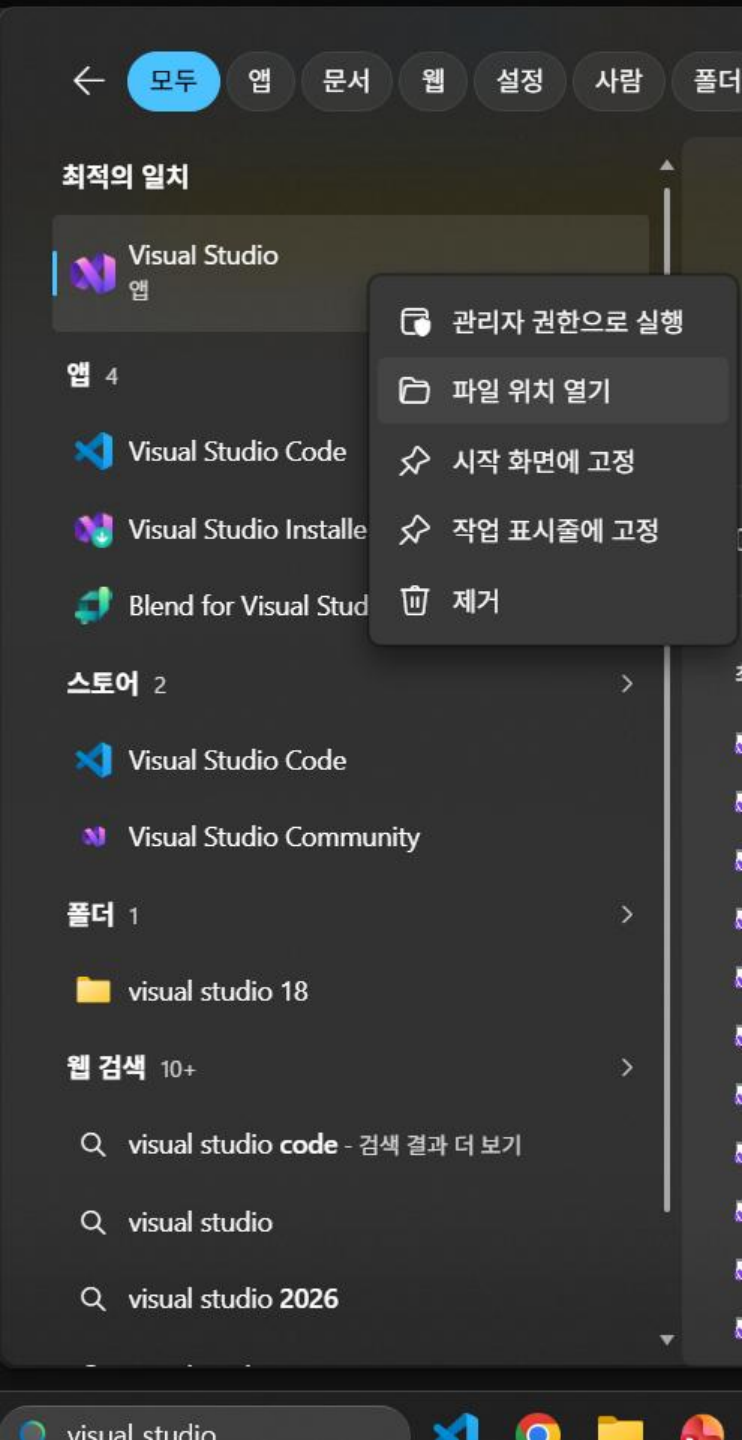 모두 앱 문서 웹 설정 사람 폴더
최적의 일치
Visual Studio
앱
관리자 권한으로 실행
파일 위치 열기
시작 화면에 고정
작업 표시줄에 고정
제거
앱 4
Visual Studio Code
Visual Studio Installe
Blend for Visual Stud
스토어 2
Visual Studio Code
Visual Studio Community
폴더 1
visual studio 18
웹 검색 10+
visual studio code - 검색 결과 더 보기
visual studio
visual studio 2026
visual studio